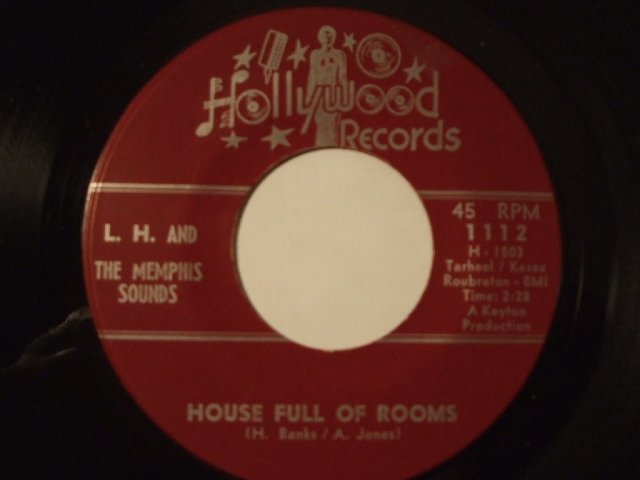 Hollywood
Records
L. H. AND
THE MEMPHIS
SOUNDS
45 RPM
1112
H - 1503
Tarheel / Kesax
Roubraton - BMI
Time: 2:28
A Keyton
Production
HOUSE FULL OF ROOMS
(H. Banks / A. Jones)